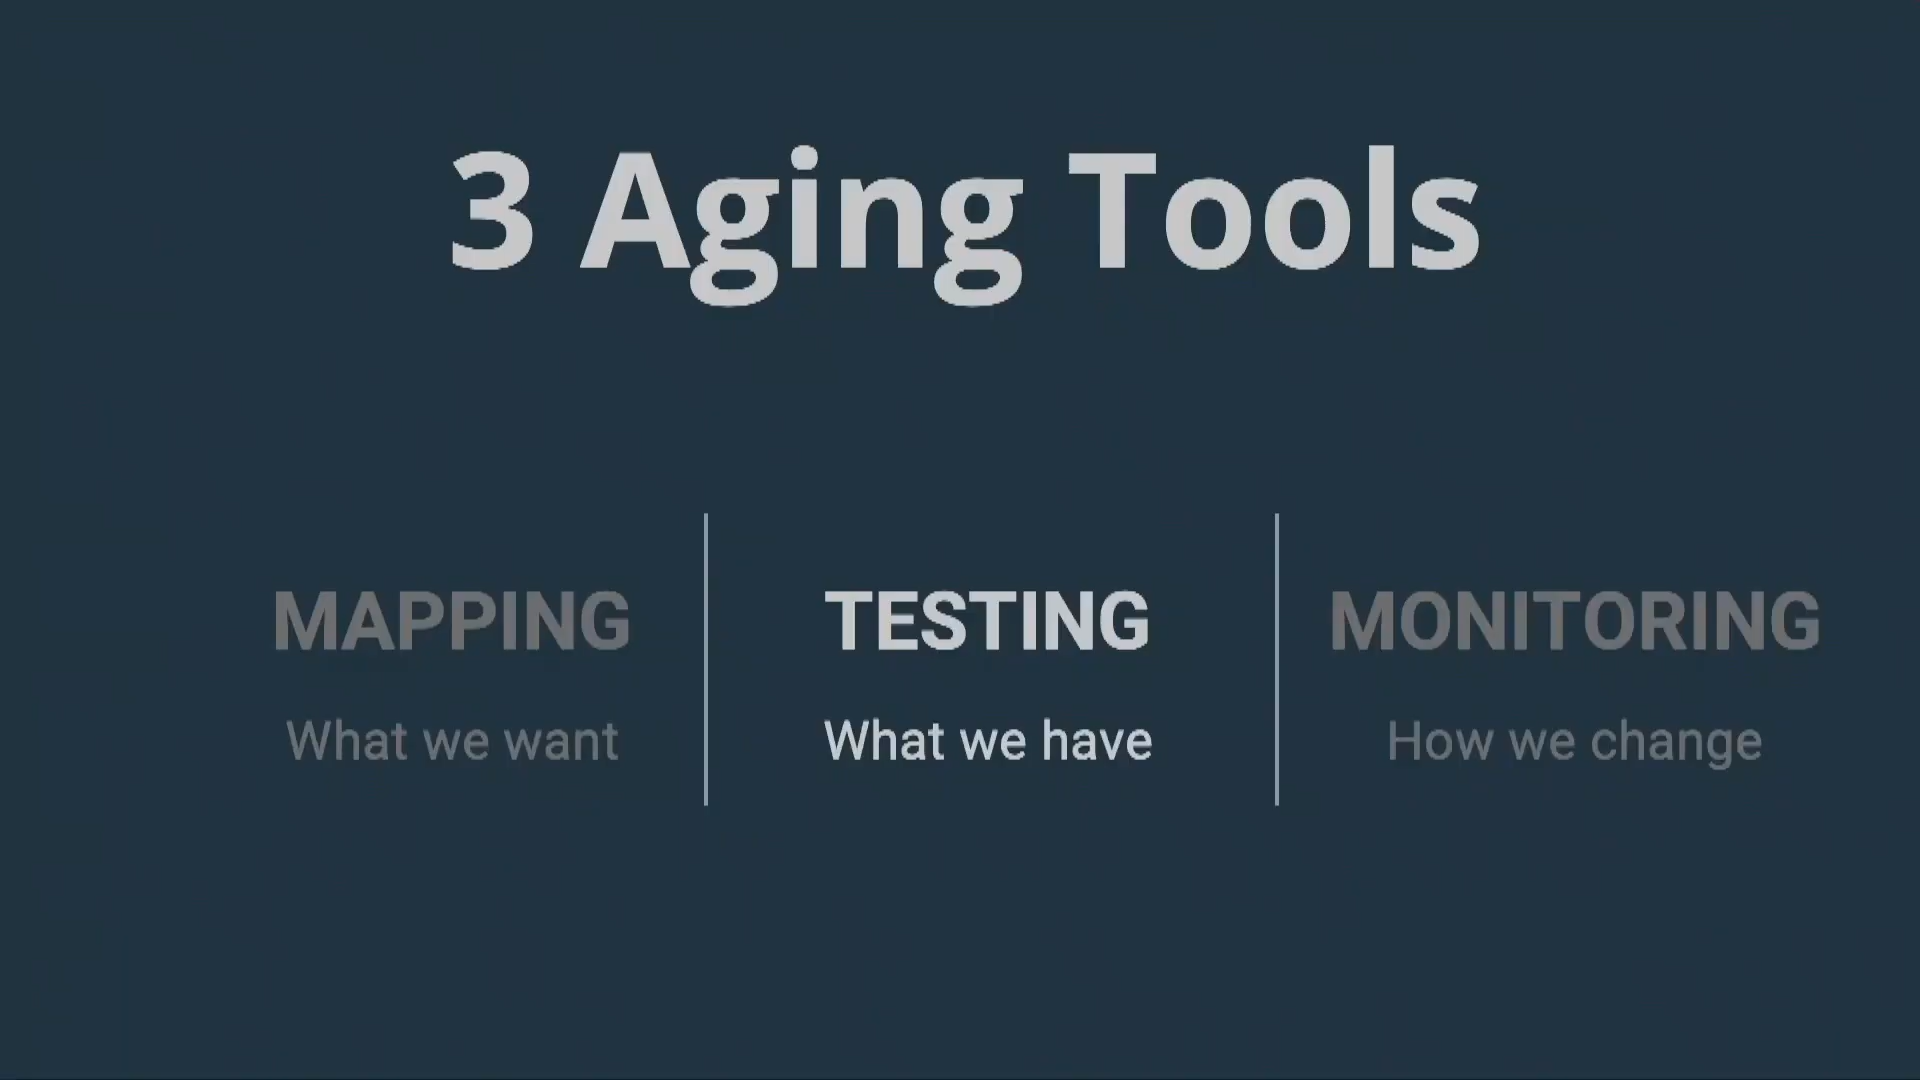 3 Aging Tools
MAPPING
What we want
TESTING
What we have
MONITORING
How we change